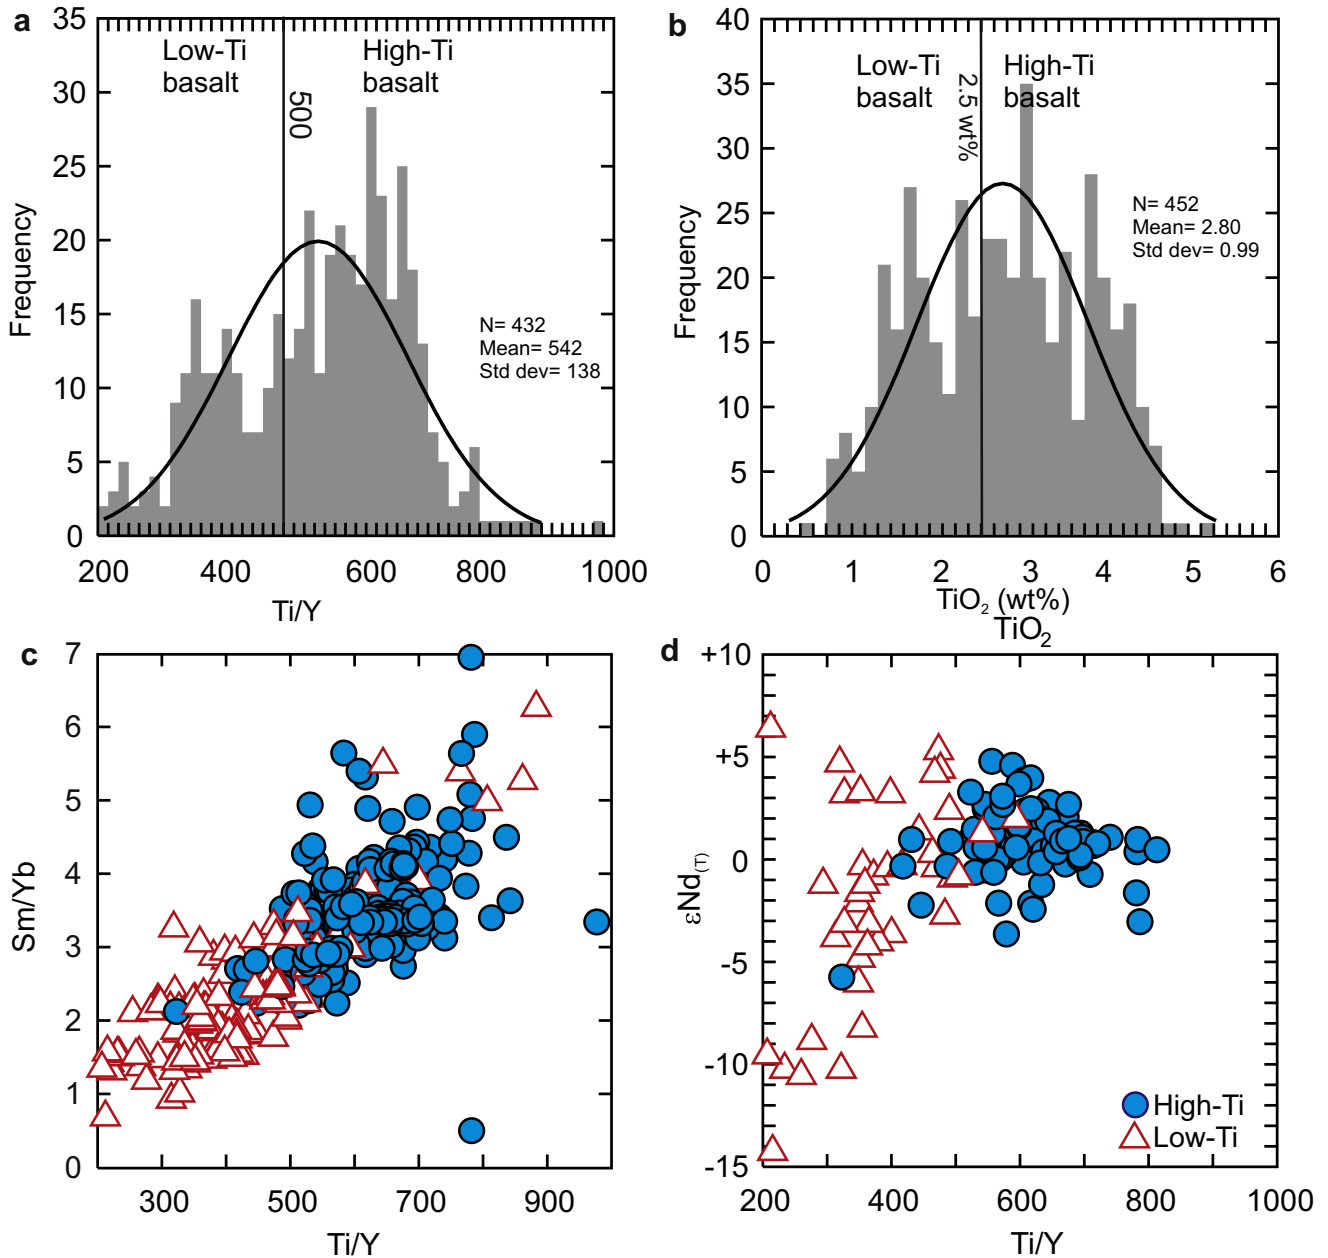 a
35
30
25
20
15
10
5
0
Frequency
Low-Ti
basalt
High-Ti
basalt
500
N= 432
Mean= 542
Std dev= 138
200 400 600 800 1000
Ti/Y
b
40
35
30
25
20
15
10
5
0
Frequency
Low-Ti
basalt
High-Ti
basalt
2.5 wt%
N= 452
Mean= 2.80
Std dev= 0.99
0 1 2 3 4 5 6
TiO₂ (wt%)
TiO₂
c
7
6
5
4
3
2
1
0
Sm/Yb
300 500 700 900
Ti/Y
d
+10
+5
0
-5
-10
-15
εNd(T)
High-Ti
Low-Ti
200 400 600 800 1000
Ti/Y